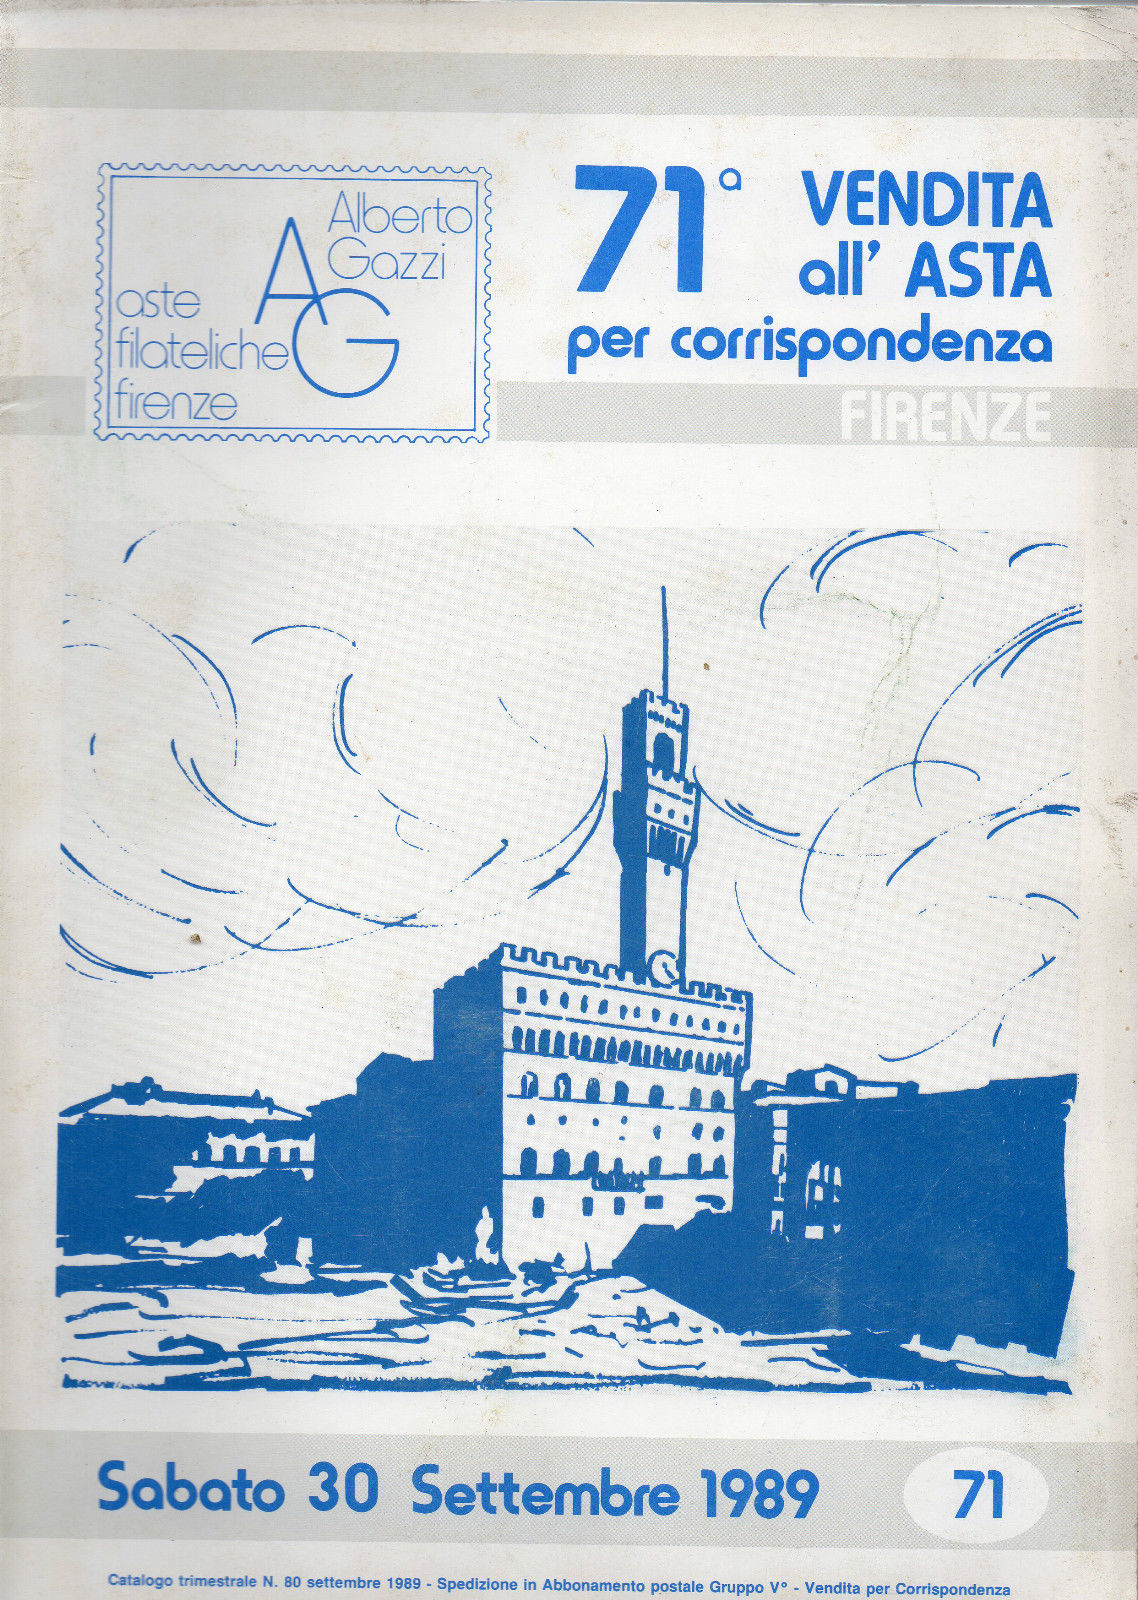 Alberto
Gazzi
AG
aste
filateliche
firenze
71ª VENDITA
all' ASTA
per corrispondenza
FIRENZE
Sabato 30 Settembre 1989
71
Catalogo trimestrale N. 80 settembre 1989 - Spedizione in Abbonamento postale Gruppo V° - Vendita per Corrispondenza